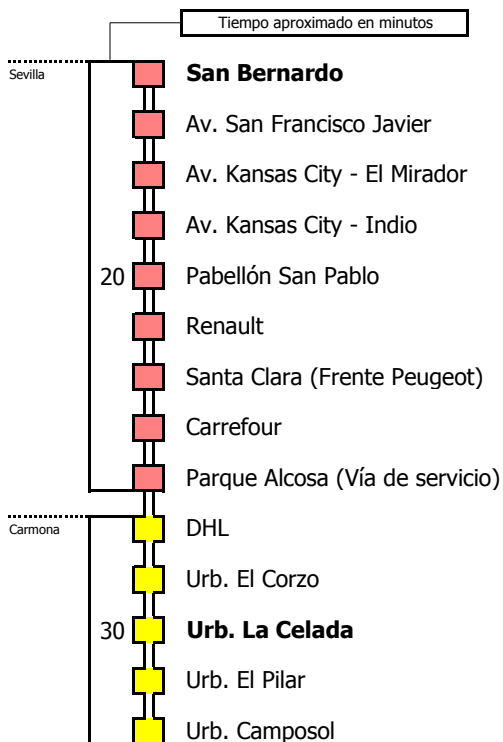 Tiempo aproximado en minutos
Sevilla
San Bernardo
Av. San Francisco Javier
Av. Kansas City - El Mirador
Av. Kansas City - Indio
20 Pabellón San Pablo
Renault
Santa Clara (Frente Peugeot)
Carrefour
Parque Alcosa (Vía de servicio)
Carmona
DHL
Urb. El Corzo
30 Urb. La Celada
Urb. El Pilar
Urb. Camposol